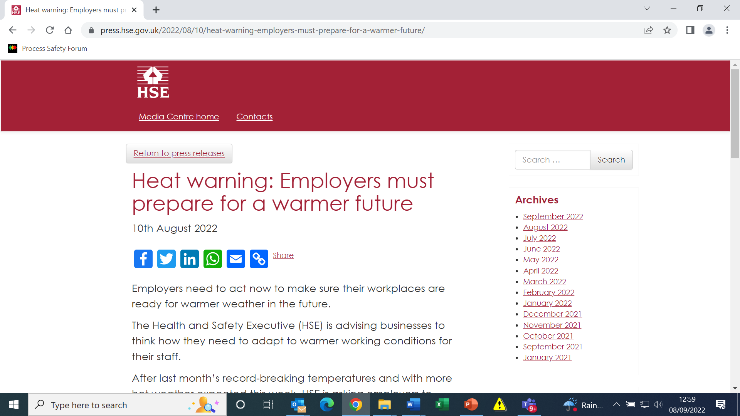 Heat warning: Employers must p
press.hse.gov.uk/2022/08/10/heat-warning-employers-must-prepare-for-a-warmer-future/
Process Safety Forum
HSE
Media Centre home Contacts
Return to press releases
Search ... Search
Heat warning: Employers must
prepare for a warmer future
10th August 2022
Share
Employers need to act now to make sure their workplaces are
ready for warmer weather in the future.
The Health and Safety Executive (HSE) is advising businesses to
think how they need to adapt to warmer working conditions for
their staff.
After last month's record-breaking temperatures and with more
Archives
September 2022
August 2022
July 2022
June 2022
May 2022
April 2022
March 2022
February 2022
January 2022
December 2021
November 2021
October 2021
September 2021
January 2021
Type here to search
Rain...
12:59
08/09/2022